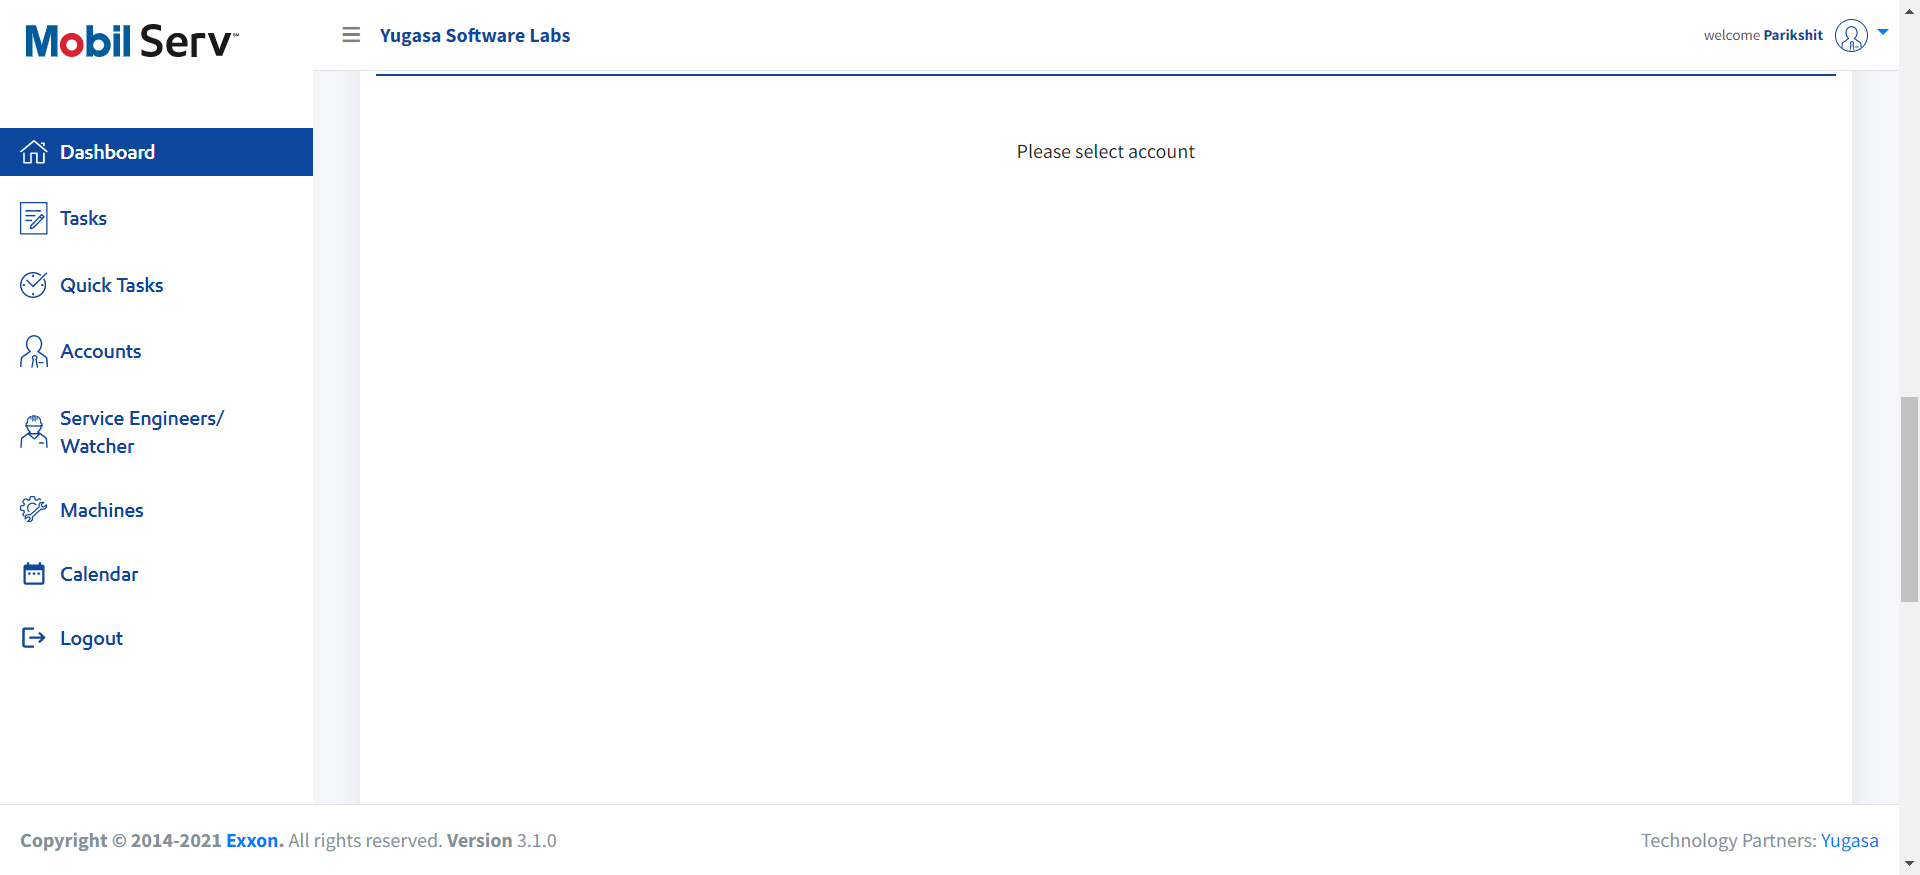 Mobil Serv™
Yugasa Software Labs
welcome Parikshit
Dashboard
Tasks
Quick Tasks
Accounts
Service Engineers/
Watcher
Machines
Calendar
Logout
Please select account
Copyright © 2014-2021 Exxon. All rights reserved. Version 3.1.0
Technology Partners: Yugasa